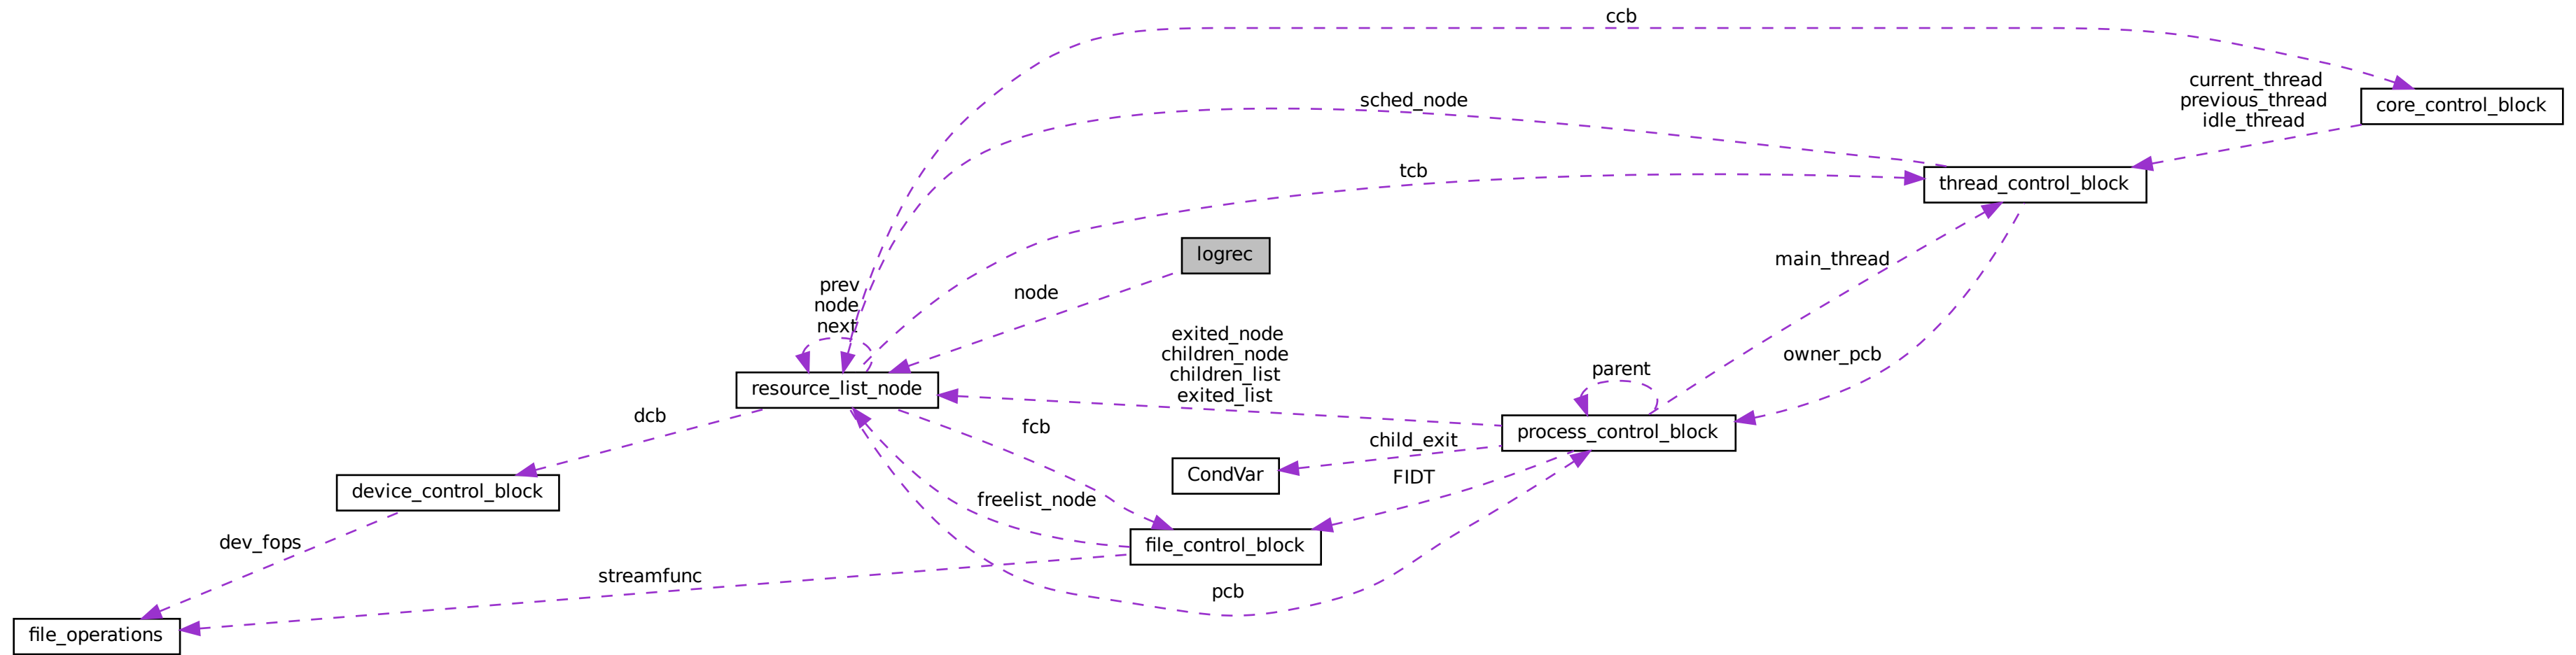 ccb
current_thread
previous_thread
idle_thread
core_control_block
sched_node
tcb
thread_control_block
logrec
main_thread
prev
node
next
node
exited_node
children_node
children_list
exited_list
owner_pcb
parent
resource_list_node
dcb
fcb
process_control_block
child_exit
CondVar
FIDT
device_control_block
freelist_node
dev_fops
file_control_block
streamfunc
pcb
file_operations